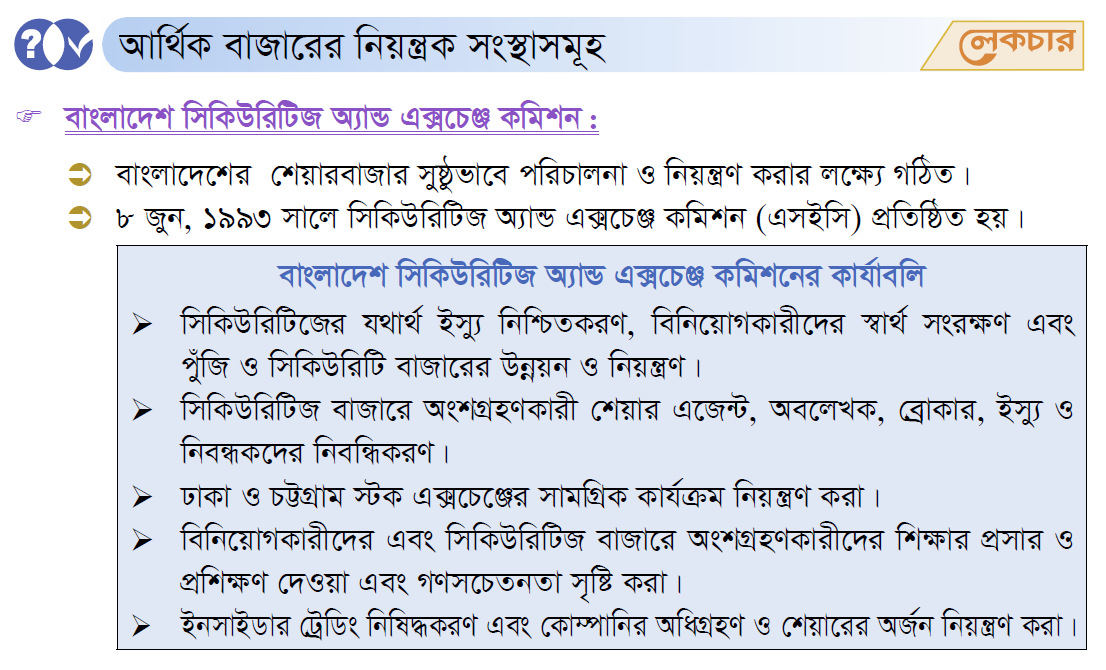 আর্থিক বাজারের নিয়ন্ত্রক সংস্থাসমূহ
লেকচার
বাংলাদেশ সিকিউরিটিজ অ্যান্ড এক্সচেঞ্জ কমিশন :
বাংলাদেশের শেয়ারবাজার সুষ্ঠুভাবে পরিচালনা ও নিয়ন্ত্রণ করার লক্ষ্যে গঠিত।
৮ জুন, ১৯৯৩ সালে সিকিউরিটিজ অ্যান্ড এক্সচেঞ্জ কমিশন (এসইসি) প্রতিষ্ঠিত হয়।
বাংলাদেশ সিকিউরিটিজ অ্যান্ড এক্সচেঞ্জ কমিশনের কার্যাবলি
সিকিউরিটিজের যথার্থ ইস্যু নিশ্চিতকরণ, বিনিয়োগকারীদের স্বার্থ সংরক্ষণ এবং
পুঁজি ও সিকিউরিটি বাজারের উন্নয়ন ও নিয়ন্ত্রণ।
সিকিউরিটিজ বাজারে অংশগ্রহণকারী শেয়ার এজেন্ট, অবলেখক, ব্রোকার, ইস্যু ও
নিবন্ধকদের নিবন্ধিকরণ।
ঢাকা ও চট্টগ্রাম স্টক এক্সচেঞ্জের সামগ্রিক কার্যক্রম নিয়ন্ত্রণ করা।
বিনিয়োগকারীদের এবং সিকিউরিটিজ বাজারে অংশগ্রহণকারীদের শিক্ষার প্রসার ও
প্রশিক্ষণ দেওয়া এবং গণসচেতনতা সৃষ্টি করা।
ইনসাইডার ট্রেডিং নিষিদ্ধকরণ এবং কোম্পানির অধিগ্রহণ ও শেয়ারের অর্জন নিয়ন্ত্রণ করা।